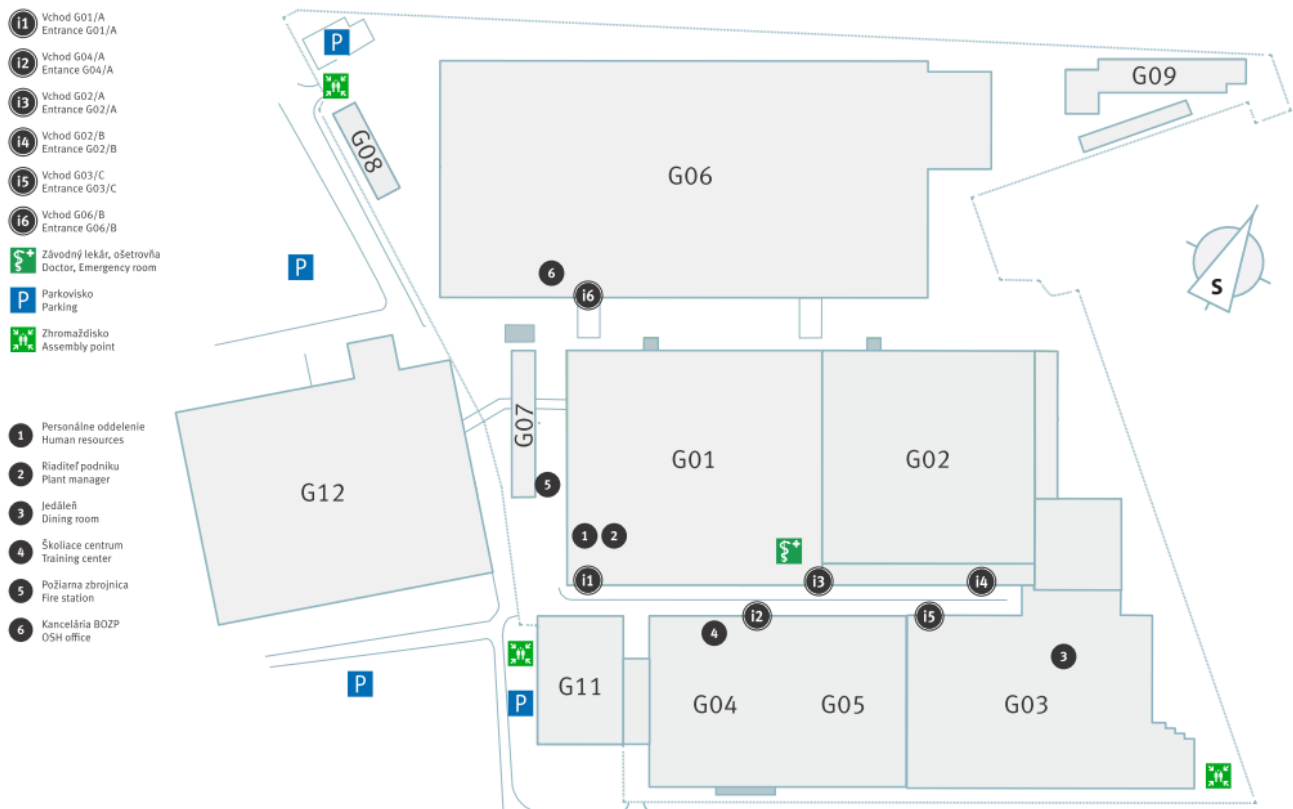 i1
Vchod G01/A
Entrance G01/A
i2
Vchod G04/A
Entance G04/A
i3
Vchod G02/A
Entrance G02/A
i4
Vchod G02/B
Entrance G02/B
i5
Vchod G03/C
Entrance G03/C
i6
Vchod G06/B
Entrance G06/B
Závodný lekár, ošetrovňa
Doctor, Emergency room
P
Parkovisko
Parking
Zhromaždisko
Assembly point
1
Personálne oddelenie
Human resources
2
Riaditeľ podniku
Plant manager
3
Jedáleň
Dining room
4
Školiace centrum
Training center
5
Požiarna zbrojnica
Fire station
6
Kancelária BOZP
OSH office
P
G09
G08
G06
P
6
i6
S
G07
G01
G02
G12
5
1
2
i1
i3
i4
i2
i5
4
3
P
G11
P
G04
G05
G03